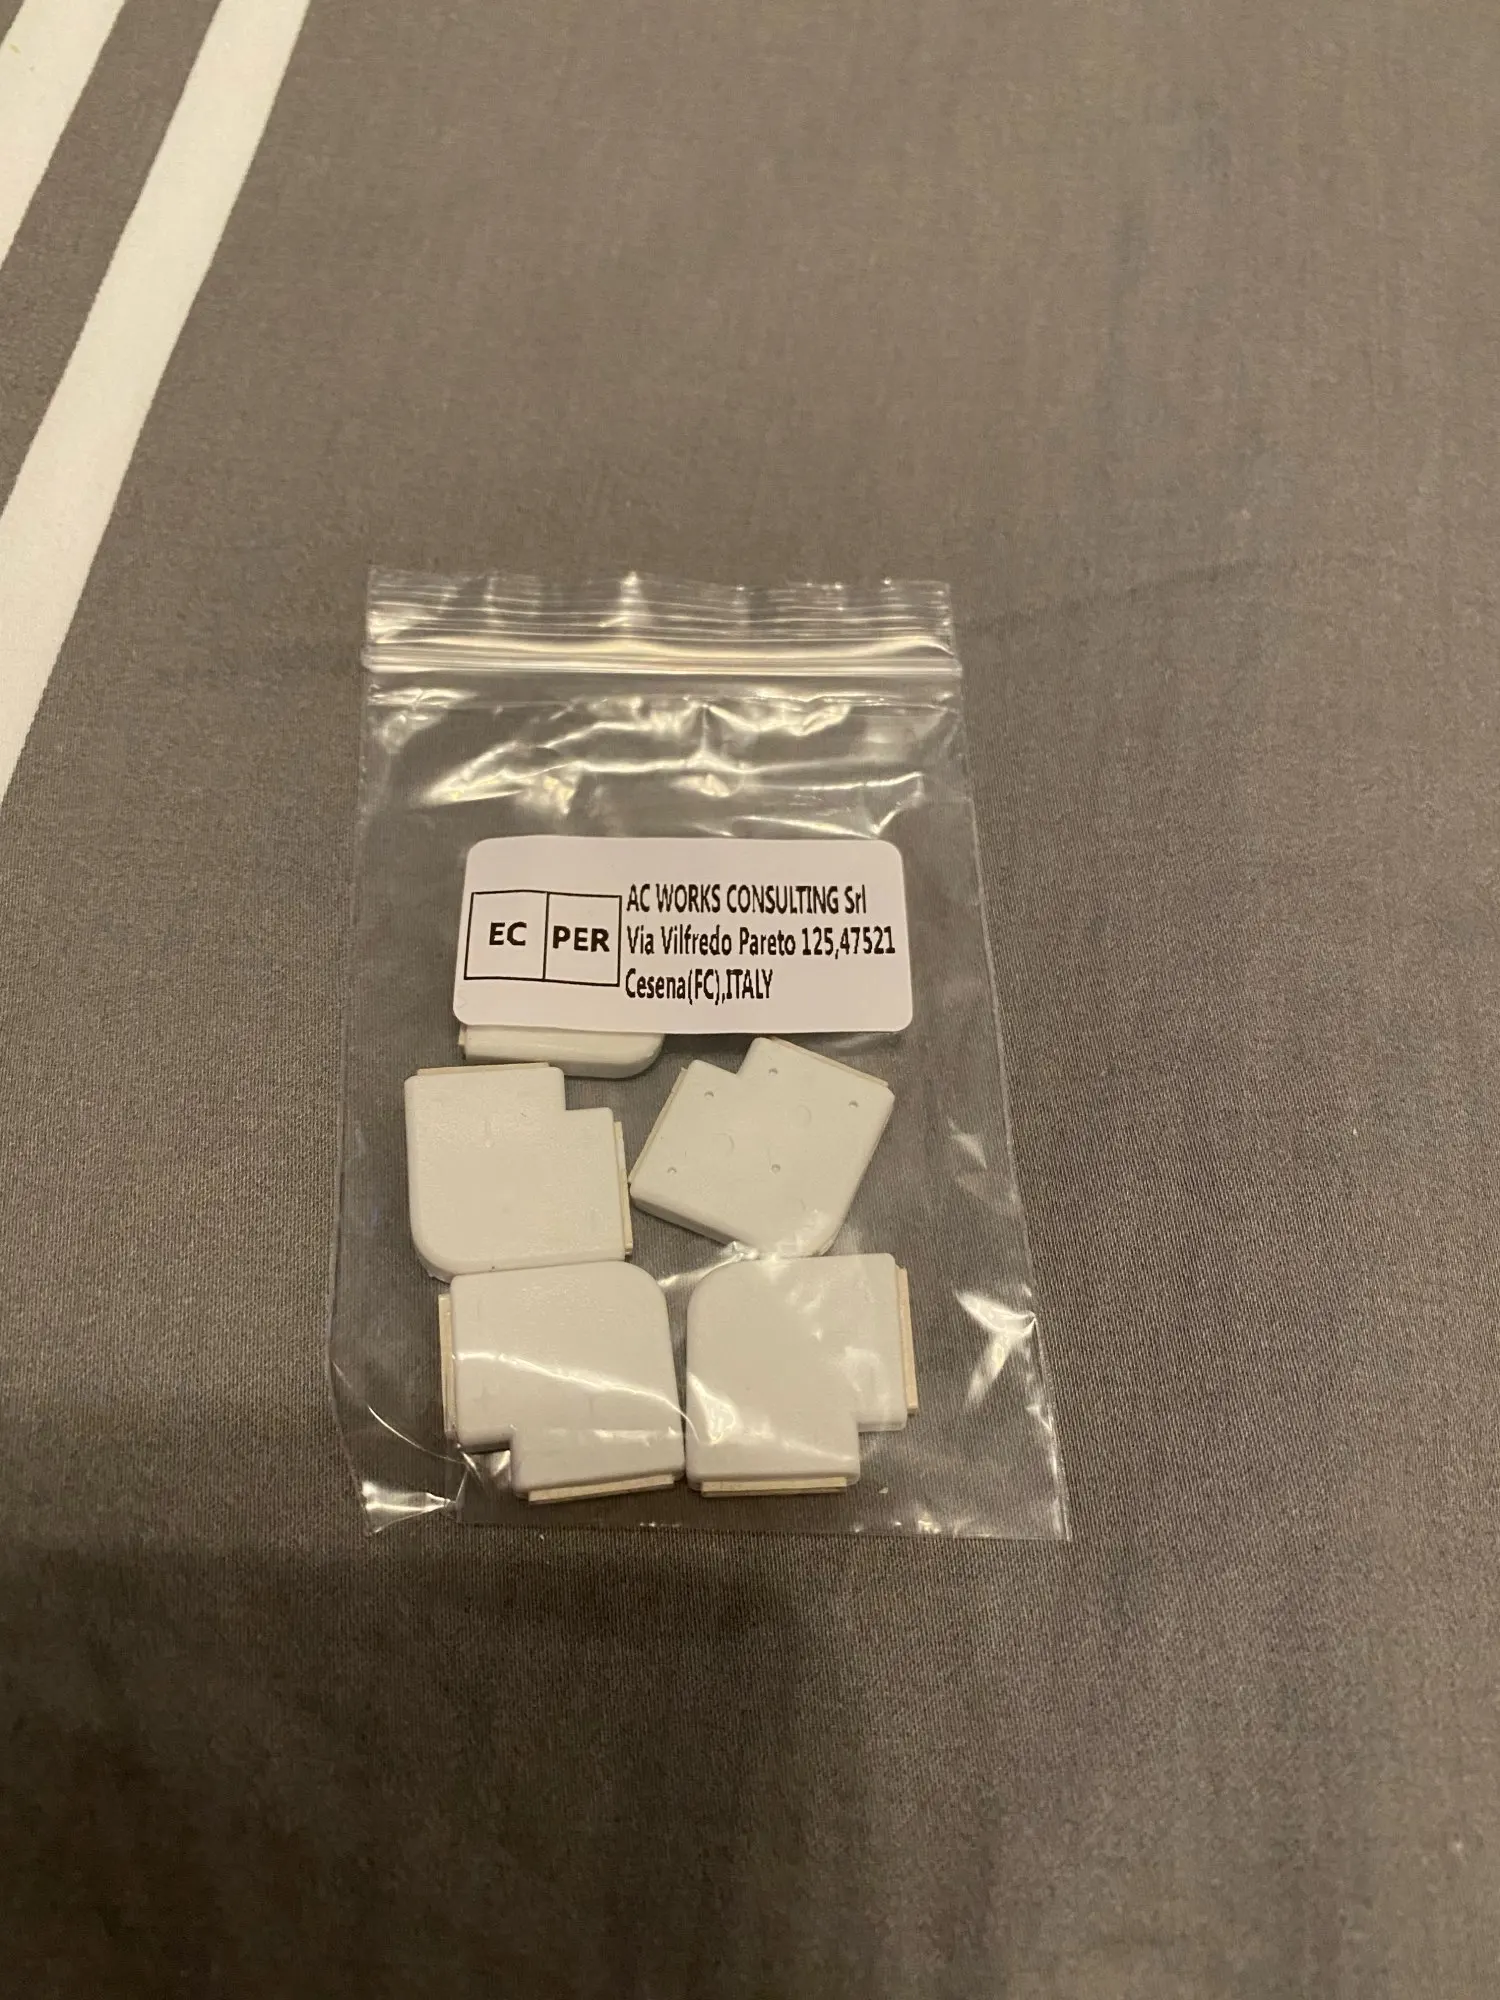 EC PER
AC WORKS CONSULTING Srl
Via Vilfredo Pareto 125,47521
Cesena(FC),ITALY